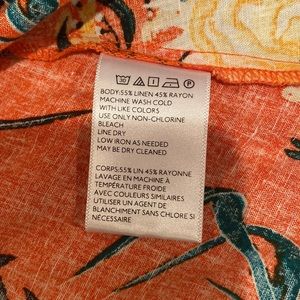 BODY:55% LINEN 45% RAYON
MACHINE WASH COLD
WITH LIKE COLORS
USE ONLY NON-CHLORINE
BLEACH
LINE DRY
LOW IRON AS NEEDED
MAY BE DRY CLEANED
CORPS:55% LIN 45% RAYONNE
LAVAGE EN MACHINE À
TEMPÉRATURE FROIDE
AVEC COULEURS SIMILAIRES
UTILISER UN AGENT DE
BLANCHIMENT SANS CHLORE SI
NÉCESSAIRE